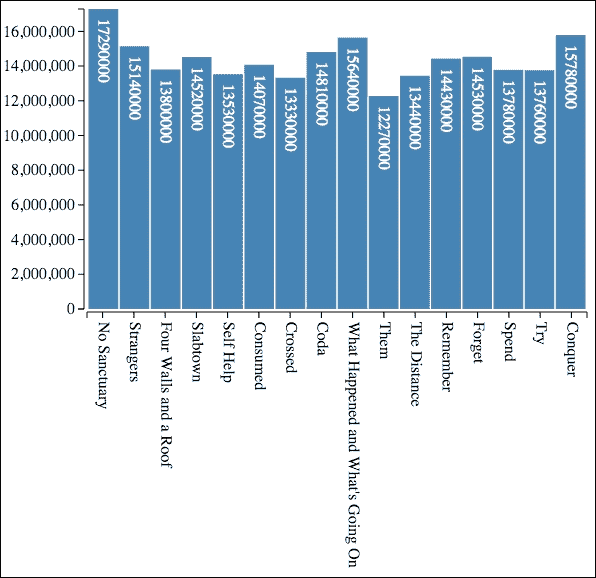 16,000,000
14,000,000
12,000,000
10,000,000
8,000,000
6,000,000
4,000,000
2,000,000
0
17290000
15140000
13800000
14520000
13530000
14070000
13330000
14810000
15640000
12270000
13440000
14430000
14530000
13780000
13760000
15780000
No Sanctuary
Strangers
Four Walls and a Roof
Slabtown
Self Help
Consumed
Crossed
Coda
What Happened and What's Going On
Them
The Distance
Remember
Forget
Spend
Try
Conquer